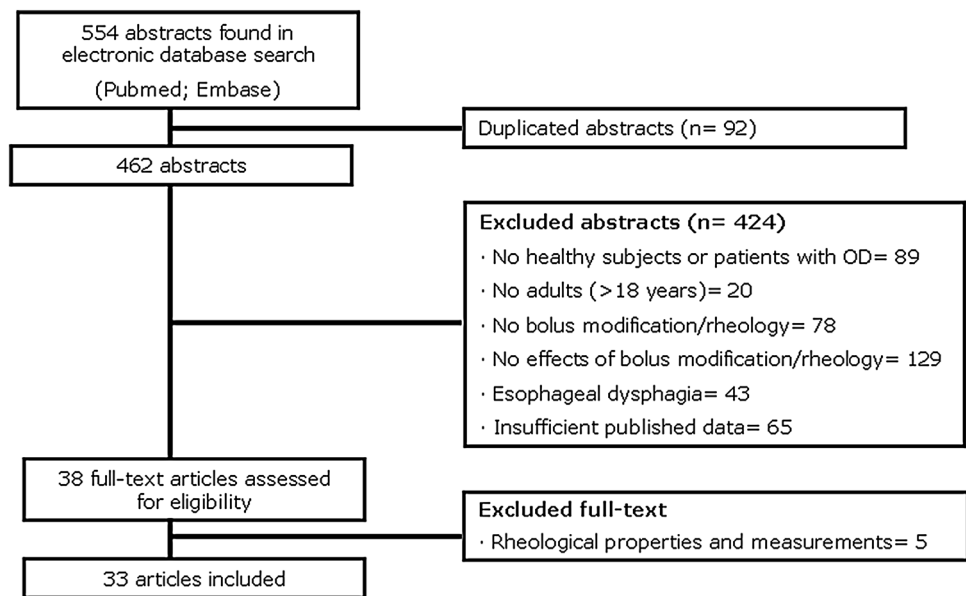 554 abstracts found in
electronic database search
(Pubmed; Embase)
Duplicated abstracts (n= 92)
462 abstracts
Excluded abstracts (n= 424)
· No healthy subjects or patients with OD= 89
· No adults (>18 years)= 20
· No bolus modification/rheology= 78
· No effects of bolus modification/rheology= 129
· Esophageal dysphagia= 43
· Insufficient published data= 65
38 full-text articles assessed
for eligibility
Excluded full-text
· Rheological properties and measurements= 5
33 articles included